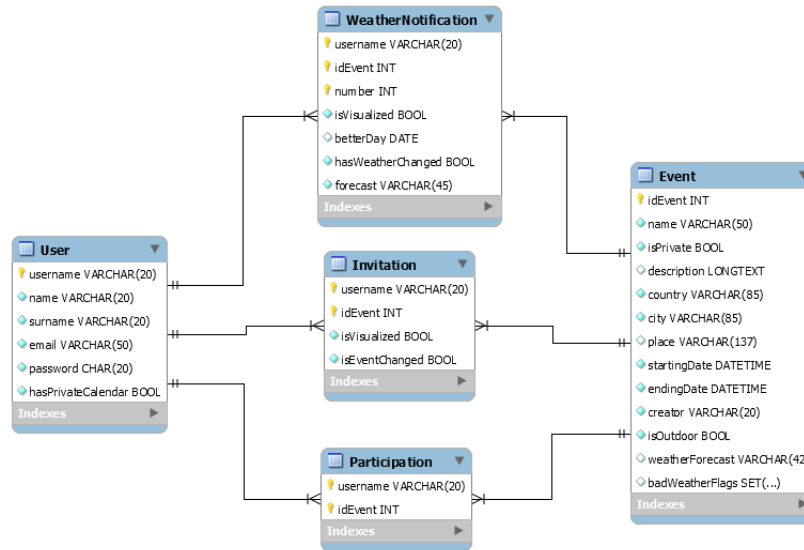 WeatherNotification
username VARCHAR(20)
idEvent INT
number INT
isVisualized BOOL
betterDay DATE
hasWeatherChanged BOOL
forecast VARCHAR(45)
Indexes
User
username VARCHAR(20)
name VARCHAR(20)
surname VARCHAR(20)
email VARCHAR(50)
password CHAR(20)
hasPrivateCalendar BOOL
Indexes
Invitation
username VARCHAR(20)
idEvent INT
isVisualized BOOL
isEventChanged BOOL
Indexes
Participation
username VARCHAR(20)
idEvent INT
Indexes
Event
idEvent INT
name VARCHAR(50)
isPrivate BOOL
description LONGTEXT
country VARCHAR(85)
city VARCHAR(85)
place VARCHAR(137)
startingDate DATETIME
endingDate DATETIME
creator VARCHAR(20)
isOutdoor BOOL
weatherForecast VARCHAR(42
badWeatherFlags SET(...)
Indexes